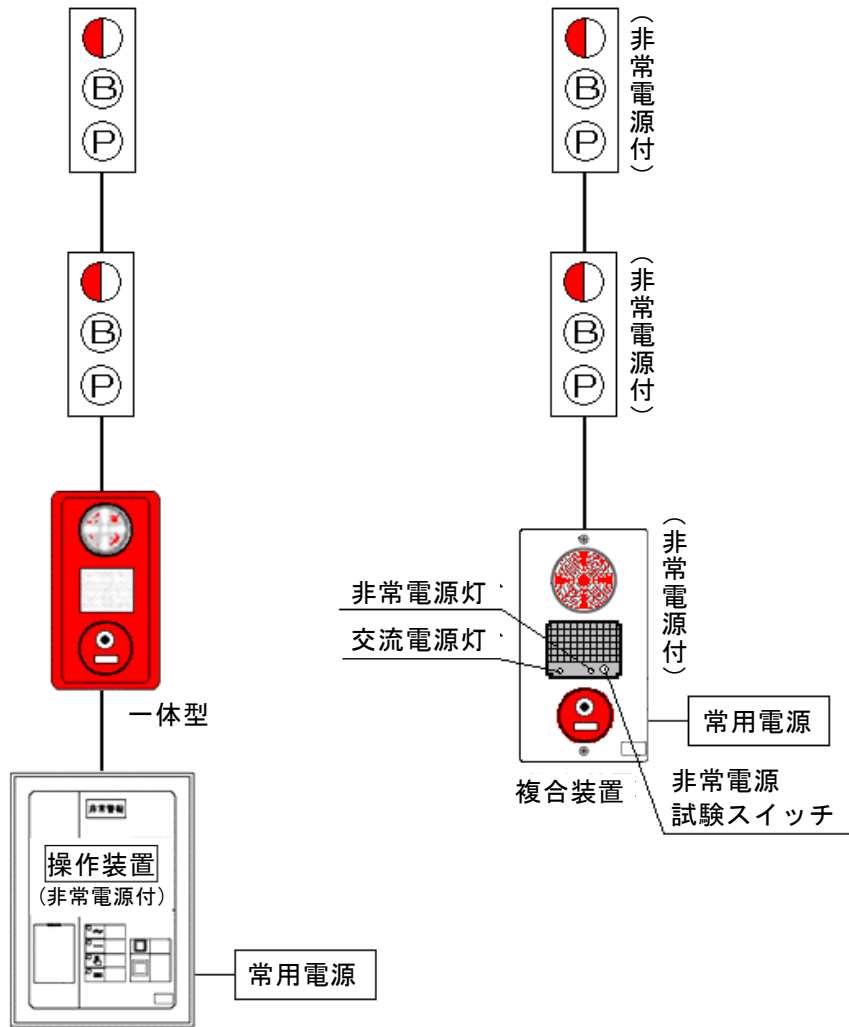 B
P
B
P
一体型
非常警報
操作装置
(非常電源付)
常用電源
B
P
(非常電源付)
B
P
(非常電源付)
(非常電源付)
非常電源灯
交流電源灯
常用電源
複合装置
非常電源
試験スイッチ